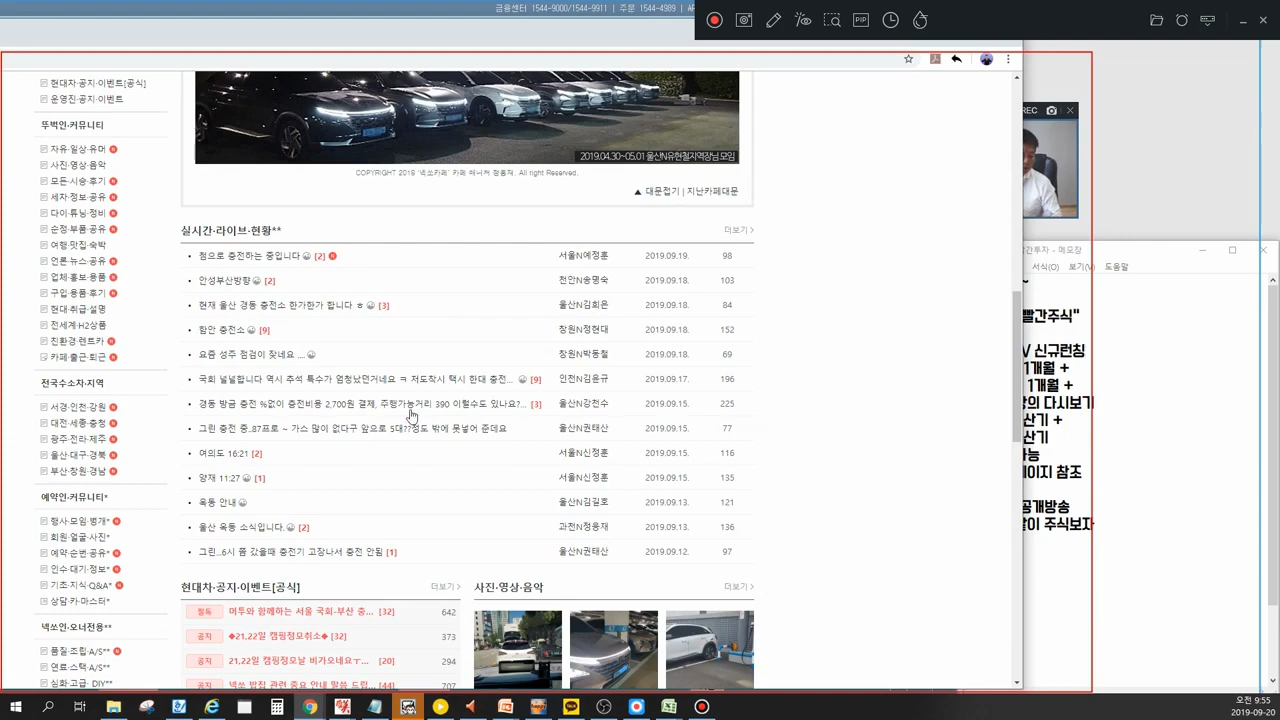 금융센터 1544-9000/1544-9911 | 주문 1544-4989 | AF
PIP
현대차·공지·이벤트[공식]
운영진·공지·이벤트
뚜벅인·커뮤니티
자유·일상·유머
사진·영상·음악
모든·시승·후기
세차·정보·공유
다이·튜닝·정비
순정·부품·공유
여행·맛집·숙박
언론·뉴스·공유
업체·홍보·용품
구입·용품·후기
현대·취급·설명
전세계·H2상품
친환경·렌트카
카페·출근·퇴근
전국수소차·지역
서경·인천·강원
대전·세종·충청
광주·전라·제주
울산·대구·경북
부산·창원·경남
예약인·커뮤니티*
행사·모임·벙개*
회원·얼굴·사진*
예약·순번·공유*
인수·대기·정보*
기초·지식·Q&A*
상담·카·마스터*
넥쏘인·오너전용**
품질·조립·A/S**
연료·스택·A/S**
심화·고급· DIY**
2019.04.30~05.01 울산N유현철지역장님 모임
COPYRIGHT 2018 '넥쏘카페' 카페 매니저 정용재. All right Reserved.
▲ 대문접기 | 지난카페대문
실시간·라이브·현황** 더보기 >
첨으로 충전하는 중입니다 [2] 서울N예정훈 2019.09.19. 98
안성부산방향 [2] 천안N송명숙 2019.09.18. 103
현재 울산 경동 충전소 한가한가 합니다 ㅎ [3] 울산N김희은 2019.09.18. 84
함안 충전소 [9] 창원N정현대 2019.09.18. 152
요즘 성주 점검이 잦네요 .... 창원N박동철 2019.09.18. 69
국회 널널합니다 역시 추석 특수가 엄청났던거네요 ㅋ 저도착시 택시 한대 충전... [9] 인천N김윤규 2019.09.17. 196
경동 방금 충전 %없이 충전비용 2,700원 결제, 주행가능거리 390 이럴수도 있나요?... [3] 울산N강전수 2019.09.15. 225
그린 충전 중..87프로 ~ 가스 많이 없다구 앞으로 5대??정도 밖에 못넣어 준데요 울산N권태산 2019.09.15. 77
여의도 16:21 [2] 울산N신정훈 2019.09.15. 116
양재 11:27 [1] 서울N신정훈 2019.09.15. 135
옥동 안내 울산N김길호 2019.09.13. 121
울산 옥동 소식입니다. [2] 과천N정용재 2019.09.13. 136
그린...6시 쯤 갔을때 충전기 고장나서 충전 안됨 [1] 울산N권태산 2019.09.12. 97
현대차·공지·이벤트[공식] 더보기 >
필독 머투와 함께하는 서울 국회-부산 충... [32] 642
공지 ◆21,22일 캠핑정모취소◆ [32] 373
공지 21,22일 캠핑정모날 비가오네요ㅜ... [20] 294
공지 넥쏘 밥집 관련 중요 안내 말씀 드립... [44] 707
사진·영상·음악 더보기 >
REC
빨간투자 - 메모장
서식(O) 보기(V) 도움말
~
빨간주식"
V 신규런칭
1개월 +
1개월 +
의 다시보기
산기 +
산기
능
이지 참조
공개방송
같이 주식보자
오전 9:55
2019-09-20